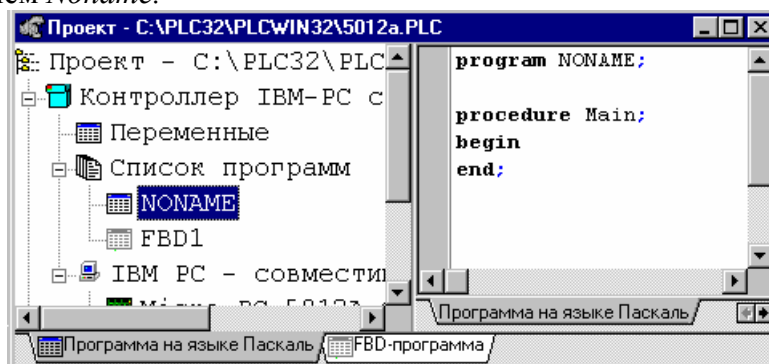 ем Noname.
Проект - C:\PLC32\PLCWIN32\5012a.PLC
Проект - C:\PLC32\PLC
Контроллер IBM-PC с
Переменные
Список программ
NONAME
FBD1
IBM PC - совмести
program NONAME;
procedure Main;
begin
end;
Программа на языке Паскаль
Программа на языке Паскаль
FBD-программа